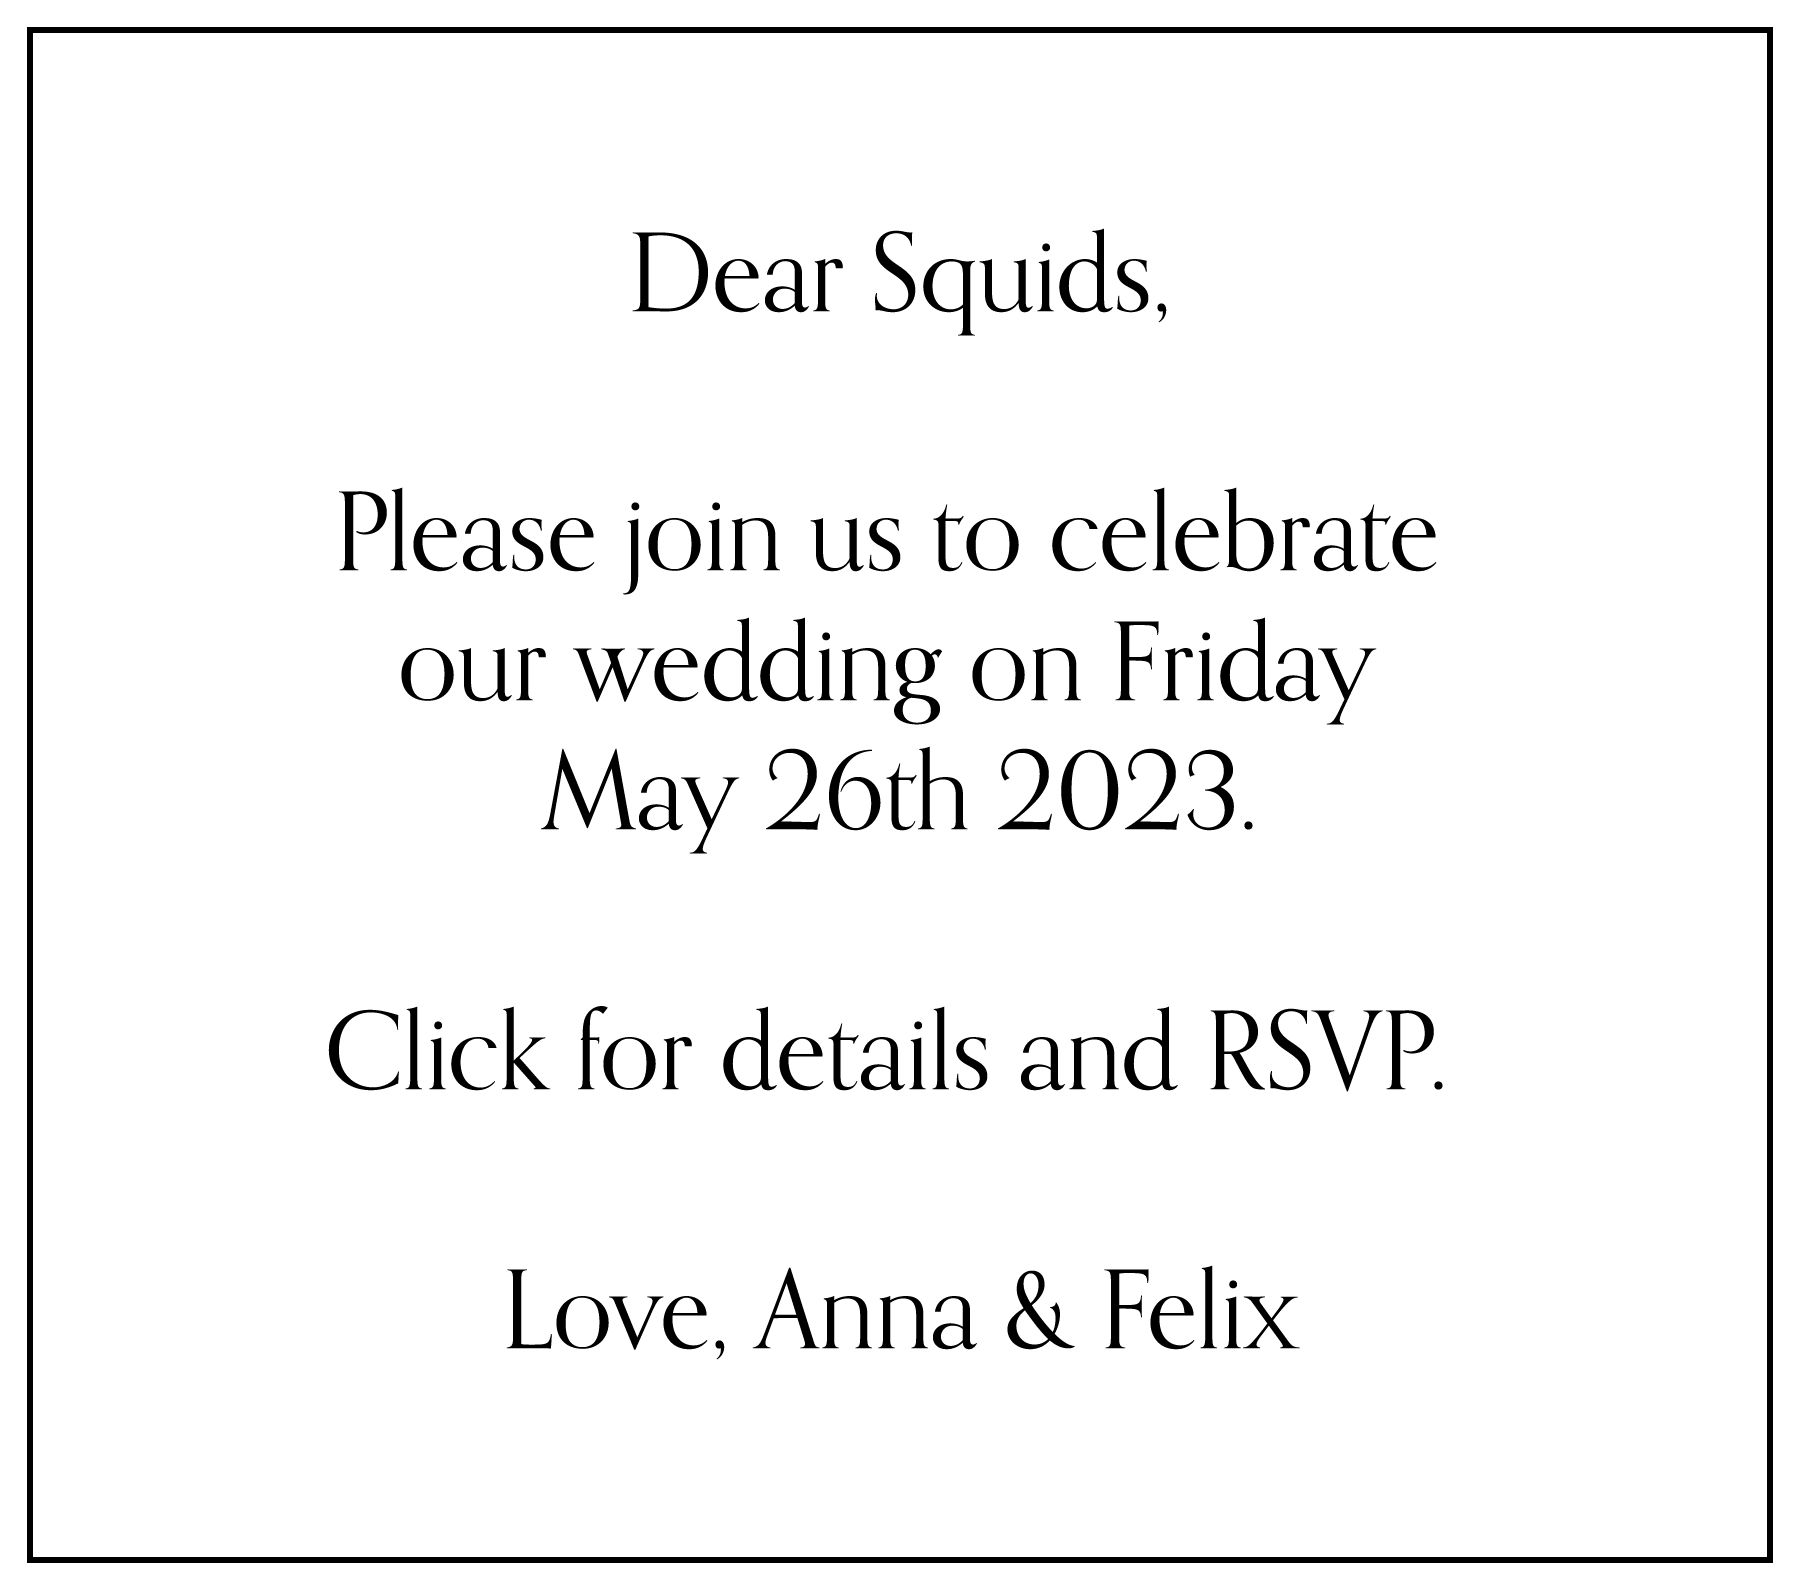 Dear Squids,
Please join us to celebrate
our wedding on Friday
May 26th 2023.
Click for details and RSVP.
Love, Anna & Felix